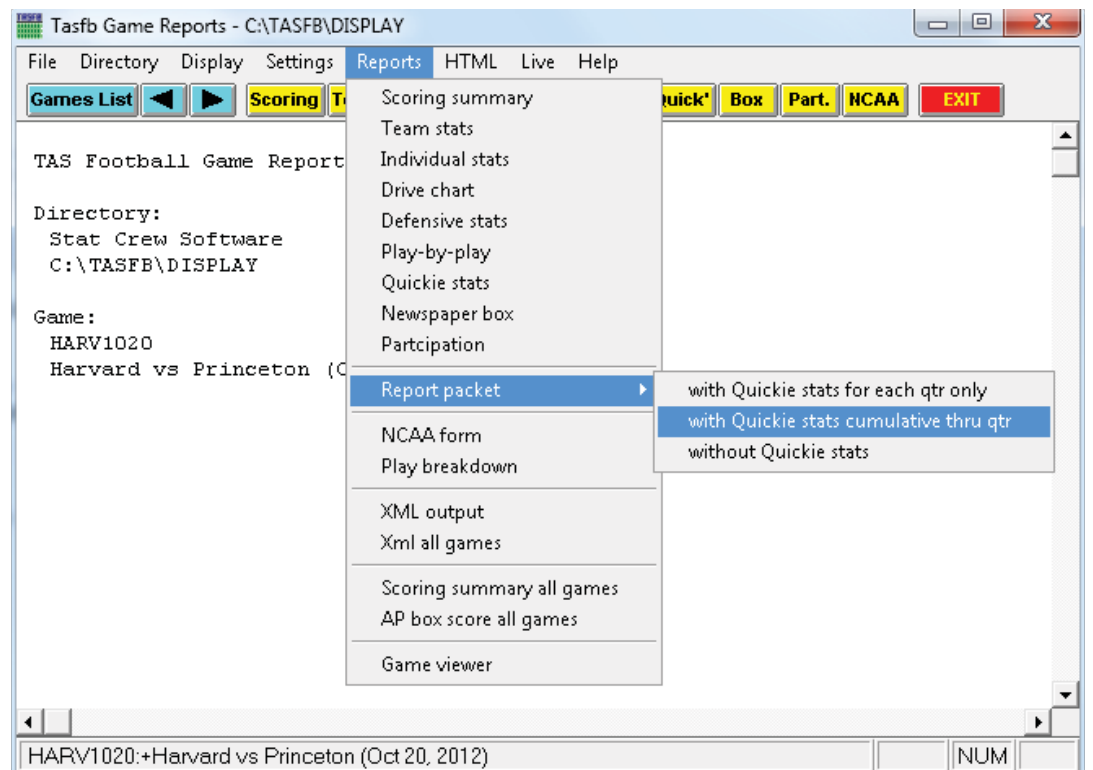 Tasfb Game Reports - C:\TASFB\DISPLAY
File Directory Display Settings Reports HTML Live Help
Games List Scoring Quick' Box Part. NCAA EXIT
TAS Football Game Report
Directory:
Stat Crew Software
C:\TASFB\DISPLAY
Game:
HARV1020
Harvard vs Princeton (
Scoring summary
Team stats
Individual stats
Drive chart
Defensive stats
Play-by-play
Quickie stats
Newspaper box
Partcipation
Report packet
with Quickie stats for each qtr only
with Quickie stats cumulative thru qtr
without Quickie stats
NCAA form
Play breakdown
XML output
Xml all games
Scoring summary all games
AP box score all games
Game viewer
HARV1020:+Harvard vs Princeton (Oct 20, 2012) NUM